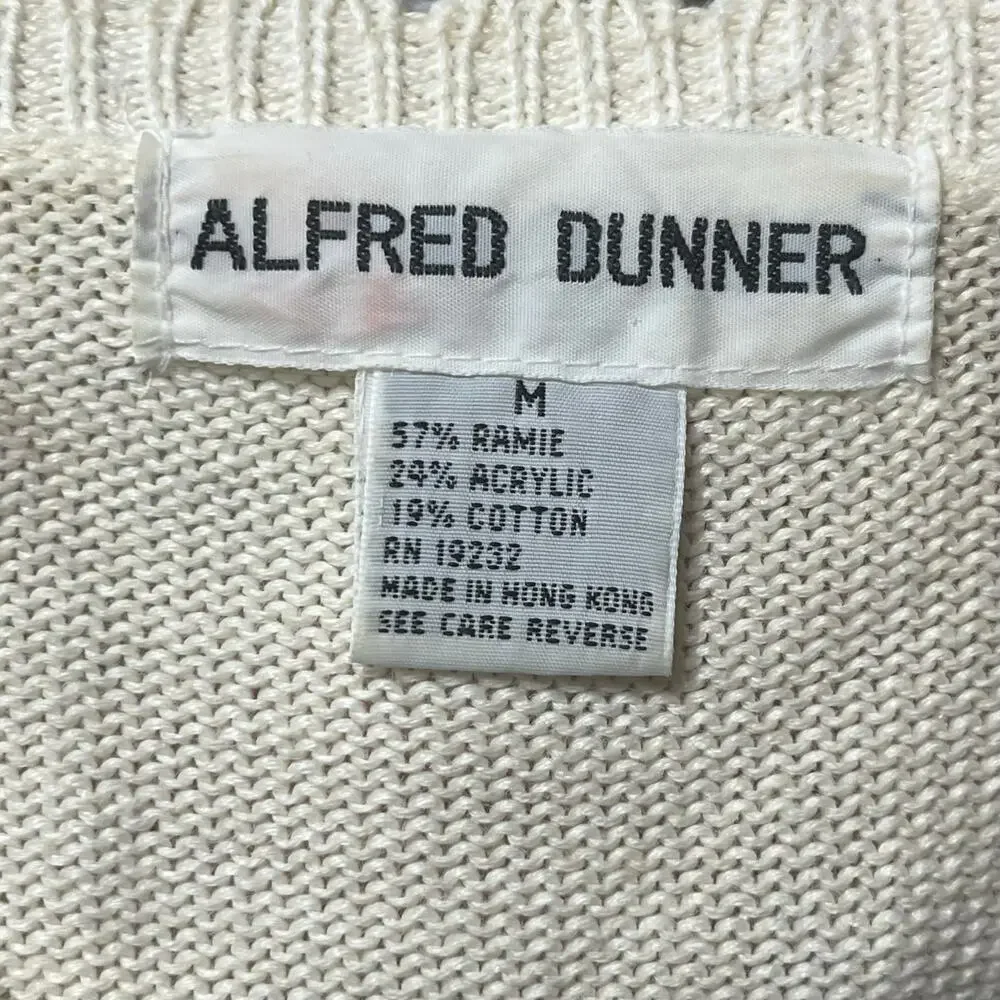 ALFRED DUNNER
M
57% RAMIE
24% ACRYLIC
19% COTTON
RN 19232
MADE IN HONG KONG
SEE CARE REVERSE